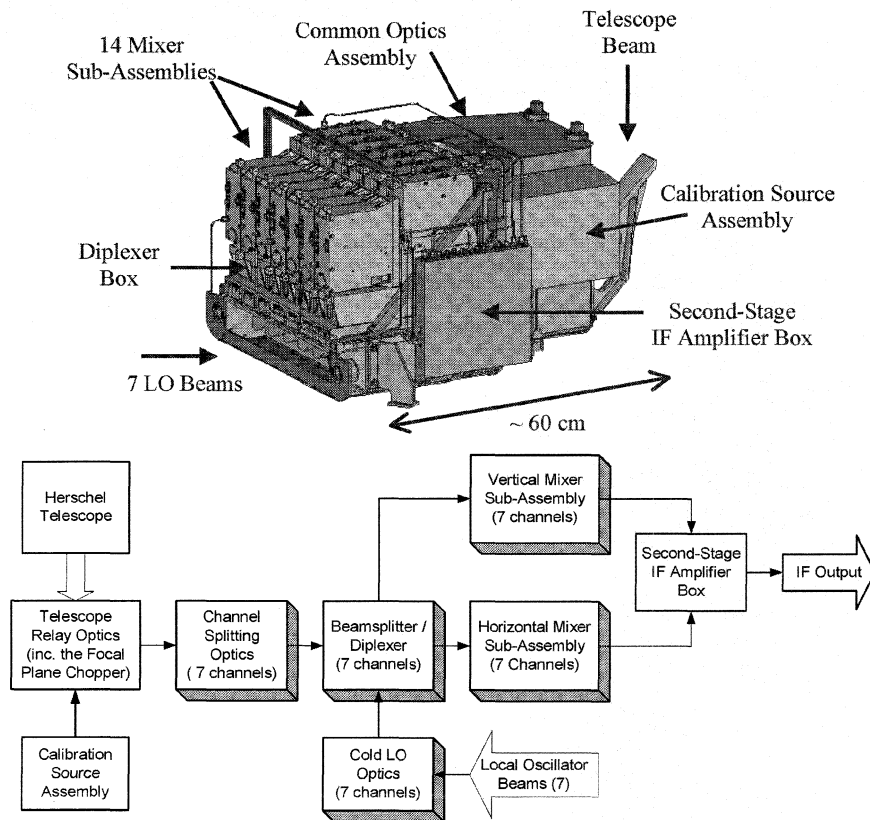 14 Mixer
Sub-Assemblies
Common Optics
Assembly
Telescope
Beam
Calibration Source
Assembly
Diplexer
Box
Second-Stage
IF Amplifier Box
7 LO Beams
~ 60 cm
Herschel
Telescope
Vertical Mixer
Sub-Assembly
(7 channels)
Second-Stage
IF Amplifier
Box
IF Output
Telescope
Relay Optics
(inc. the Focal
Plane Chopper)
Channel
Splitting
Optics
( 7 channels)
Beamsplitter /
Diplexer
(7 channels)
Horizontal Mixer
Sub-Assembly
(7 Channels)
Calibration
Source
Assembly
Cold LO
Optics
(7 channels)
Local Oscillator
Beams (7)